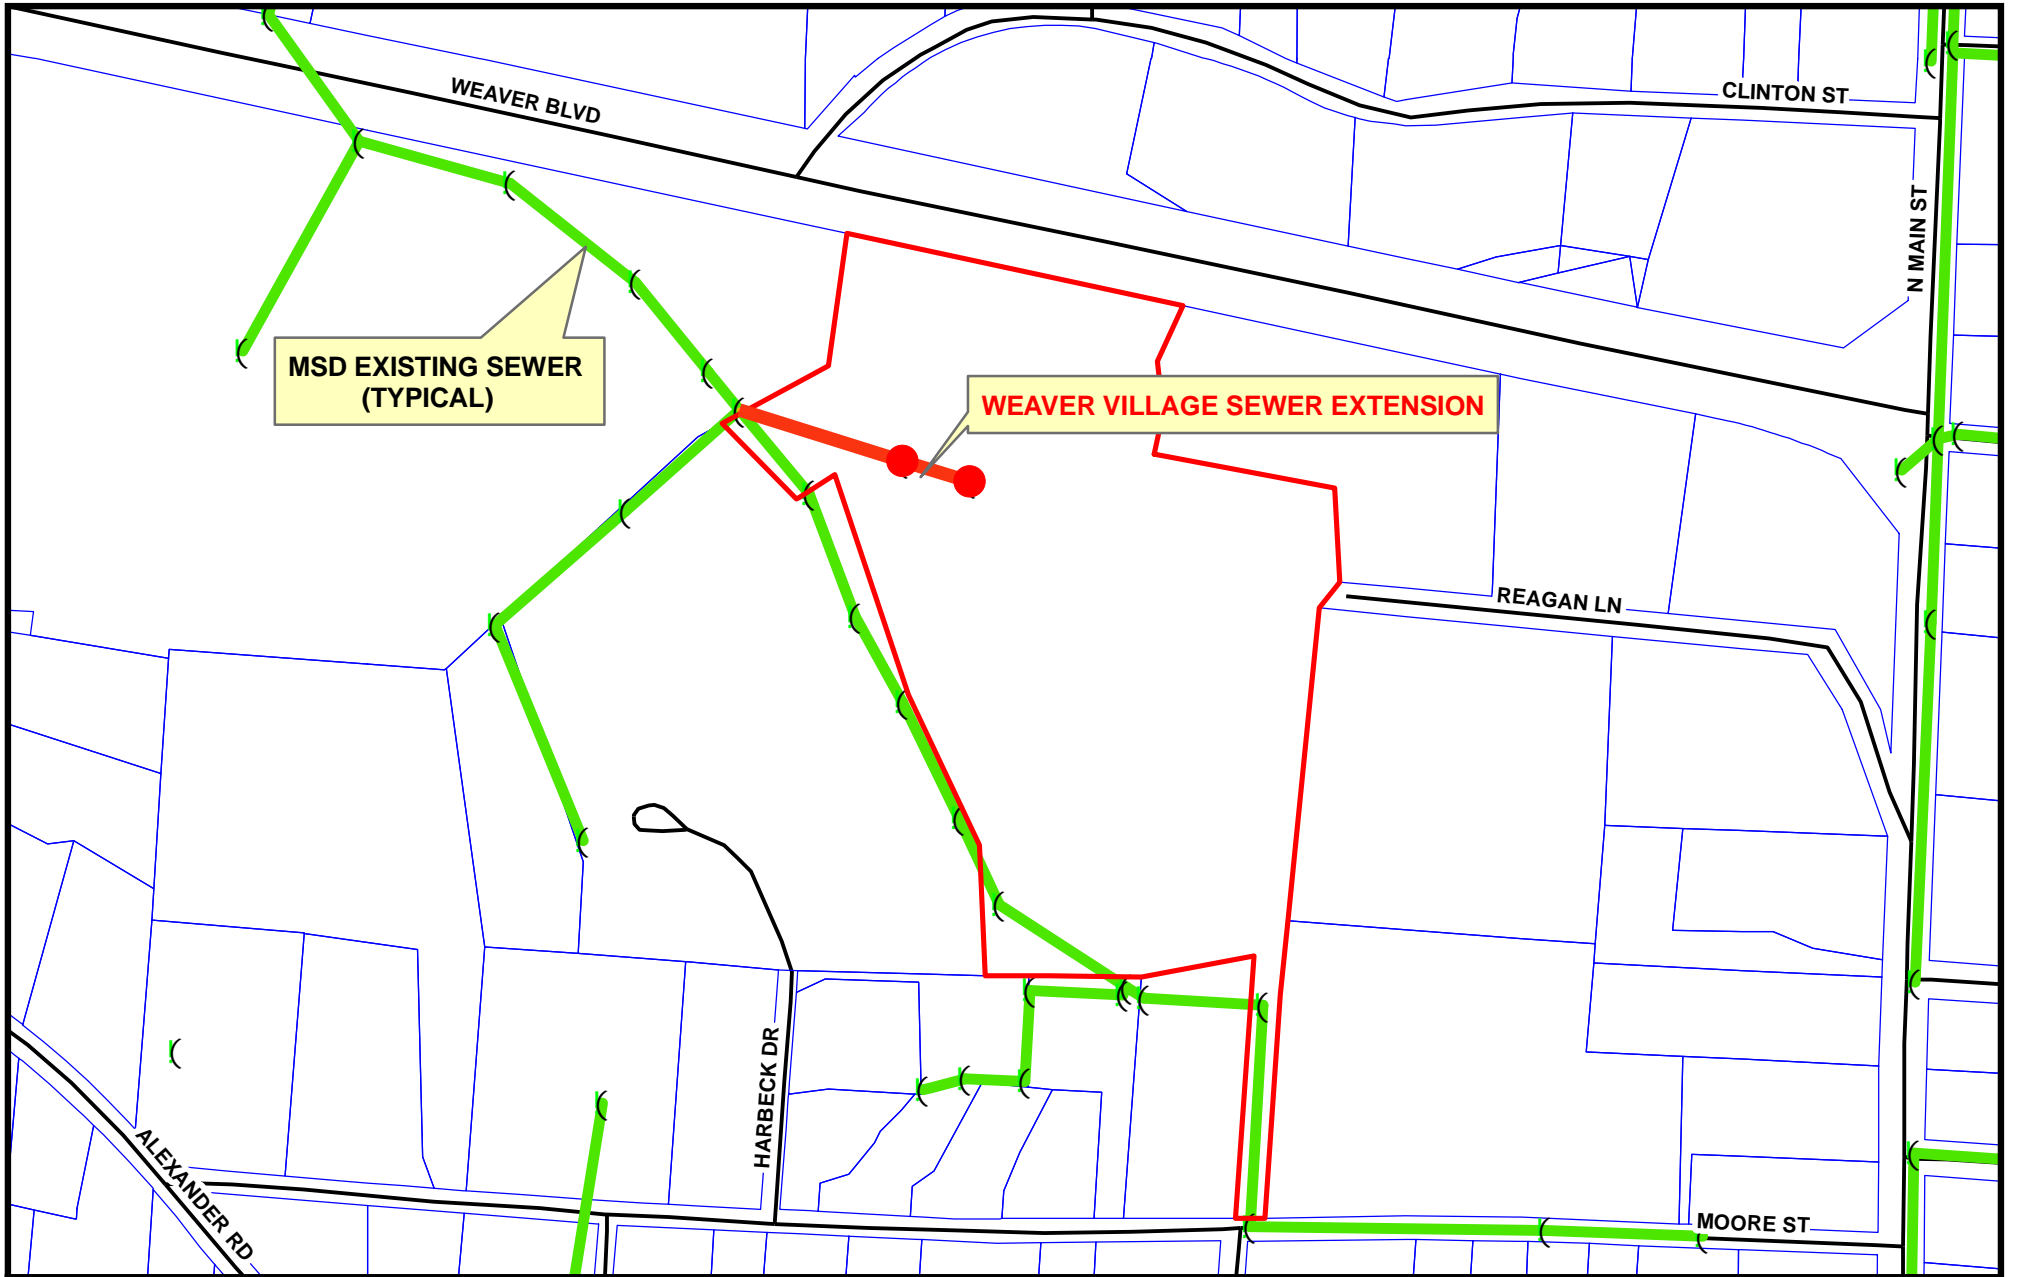 WEAVER BLVD
CLINTON ST
N MAIN ST
MSD EXISTING SEWER
(TYPICAL)
WEAVER VILLAGE SEWER EXTENSION
REAGAN LN
HARBECK DR
ALEXANDER RD
MOORE ST